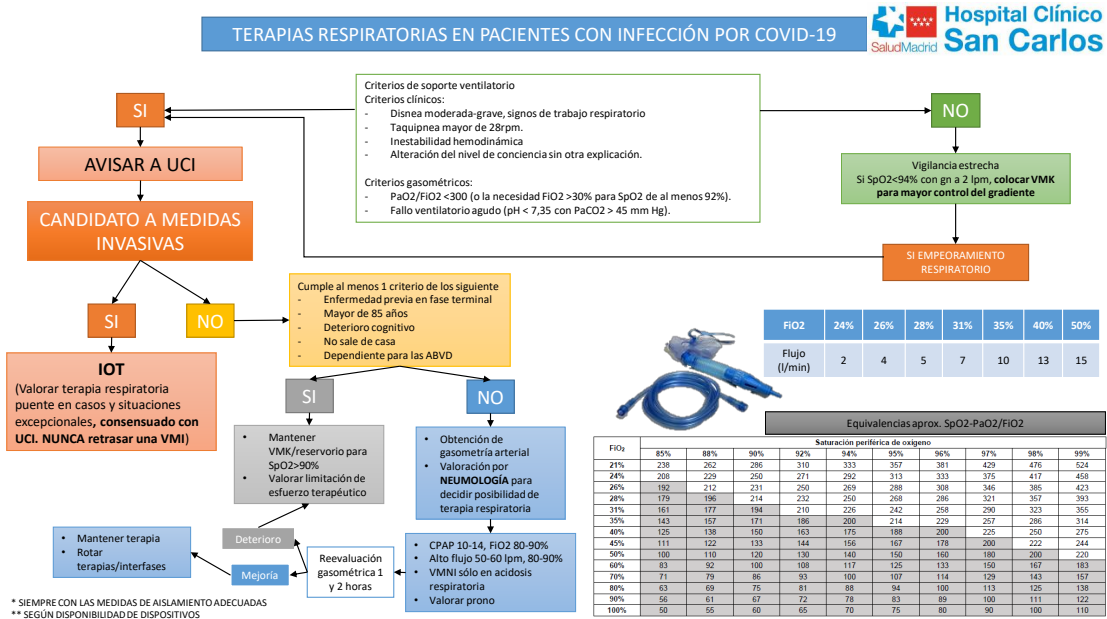 TERAPIAS RESPIRATORIAS EN PACIENTES CON INFECCIÓN POR COVID-19
SaludMadrid
Hospital Clínico
San Carlos
Criterios de soporte ventilatorio
Criterios clínicos:
- Disnea moderada-grave, signos de trabajo respiratorio
- Taquipnea mayor de 28rpm.
- Inestabilidad hemodinámica
- Alteración del nivel de conciencia sin otra explicación.
Criterios gasométricos:
- PaO2/FiO2 <300 (o la necesidad FiO2 >30% para SpO2 de al menos 92%).
- Fallo ventilatorio agudo (pH < 7,35 con PaCO2 > 45 mm Hg).
SI
NO
AVISAR A UCI
Vigilancia estrecha
Si SpO2<94% con gn a 2 lpm, colocar VMK
para mayor control del gradiente
CANDIDATO A MEDIDAS
INVASIVAS
SI EMPEORAMIENTO
RESPIRATORIO
SI
NO
Cumple al menos 1 criterio de los siguiente
- Enfermedad previa en fase terminal
- Mayor de 85 años
- Deterioro cognitivo
- No sale de casa
- Dependiente para las ABVD
IOT
(Valorar terapia respiratoria
puente en casos y situaciones
excepcionales, consensuado con
UCI. NUNCA retrasar una VMI)
SI
NO
• Mantener
VMK/reservorio para
SpO2>90%
• Valorar limitación de
esfuerzo terapéutico
• Obtención de
gasometría arterial
• Valoración por
NEUMOLOGÍA para
decidir posibilidad de
terapia respiratoria
• CPAP 10-14, FiO2 80-90%
• Alto flujo 50-60 lpm, 80-90%
• VMNI sólo en acidosis
respiratoria
• Valorar prono
Reevaluación
gasométrica 1
y 2 horas
Deterioro
Mejoría
• Mantener terapia
• Rotar
terapias/interfases
* SIEMPRE CON LAS MEDIDAS DE AISLAMIENTO ADECUADAS
** SEGÚN DISPONIBILIDAD DE DISPOSITIVOS
FiO2 24% 26% 28% 31% 35% 40% 50%
Flujo
(l/min) 2 4 5 7 10 13 15
Equivalencias aprox. SpO2-PaO2/FiO2
FIO₂ Saturación periférica de oxígeno
85% 88% 90% 92% 94% 95% 96% 97% 98% 99%
21% 238 262 286 310 333 357 381 429 476 524
24% 208 229 250 271 292 313 333 375 417 458
26% 192 212 231 250 269 288 308 346 385 423
28% 179 196 214 232 250 268 286 321 357 393
31% 161 177 194 210 226 242 258 290 323 355
35% 143 157 171 186 200 214 229 257 286 314
40% 125 138 150 163 175 188 200 225 250 275
45% 111 122 133 144 156 167 178 200 222 244
50% 100 110 120 130 140 150 160 180 200 220
60% 83 92 100 108 117 125 133 150 167 183
70% 71 79 86 93 100 107 114 129 143 157
80% 63 69 75 81 88 94 100 113 125 138
90% 56 61 67 72 78 83 89 100 111 122
100% 50 55 60 65 70 75 80 90 100 110